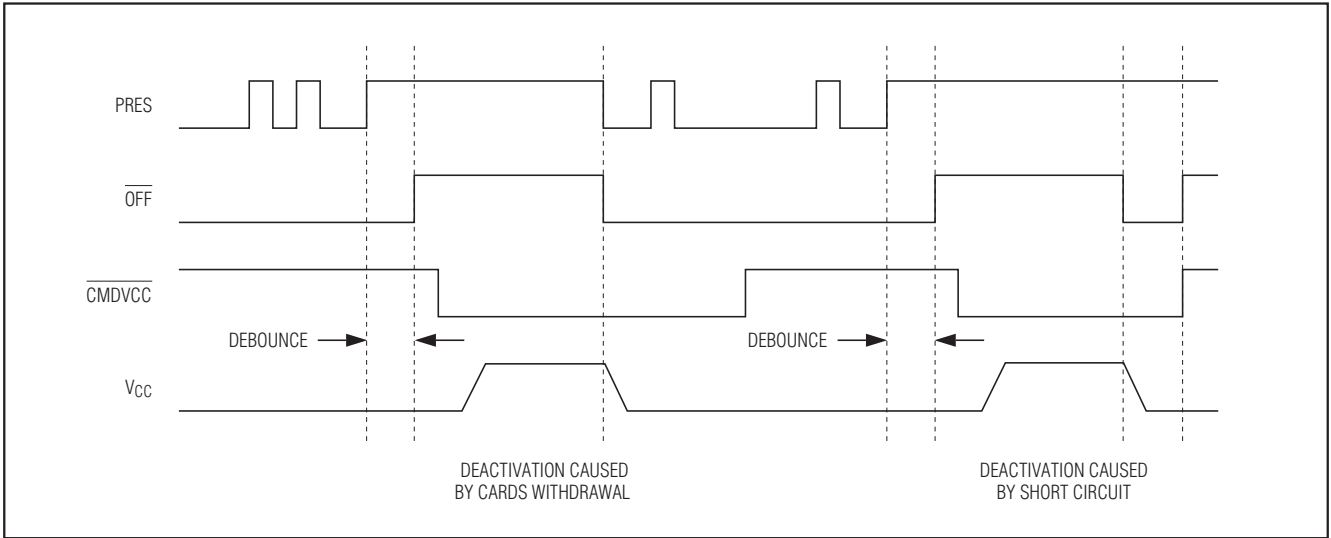 PRES
OFF
CMDVCC
DEBOUNCE
DEBOUNCE
VCC
DEACTIVATION CAUSED
BY CARDS WITHDRAWAL
DEACTIVATION CAUSED
BY SHORT CIRCUIT